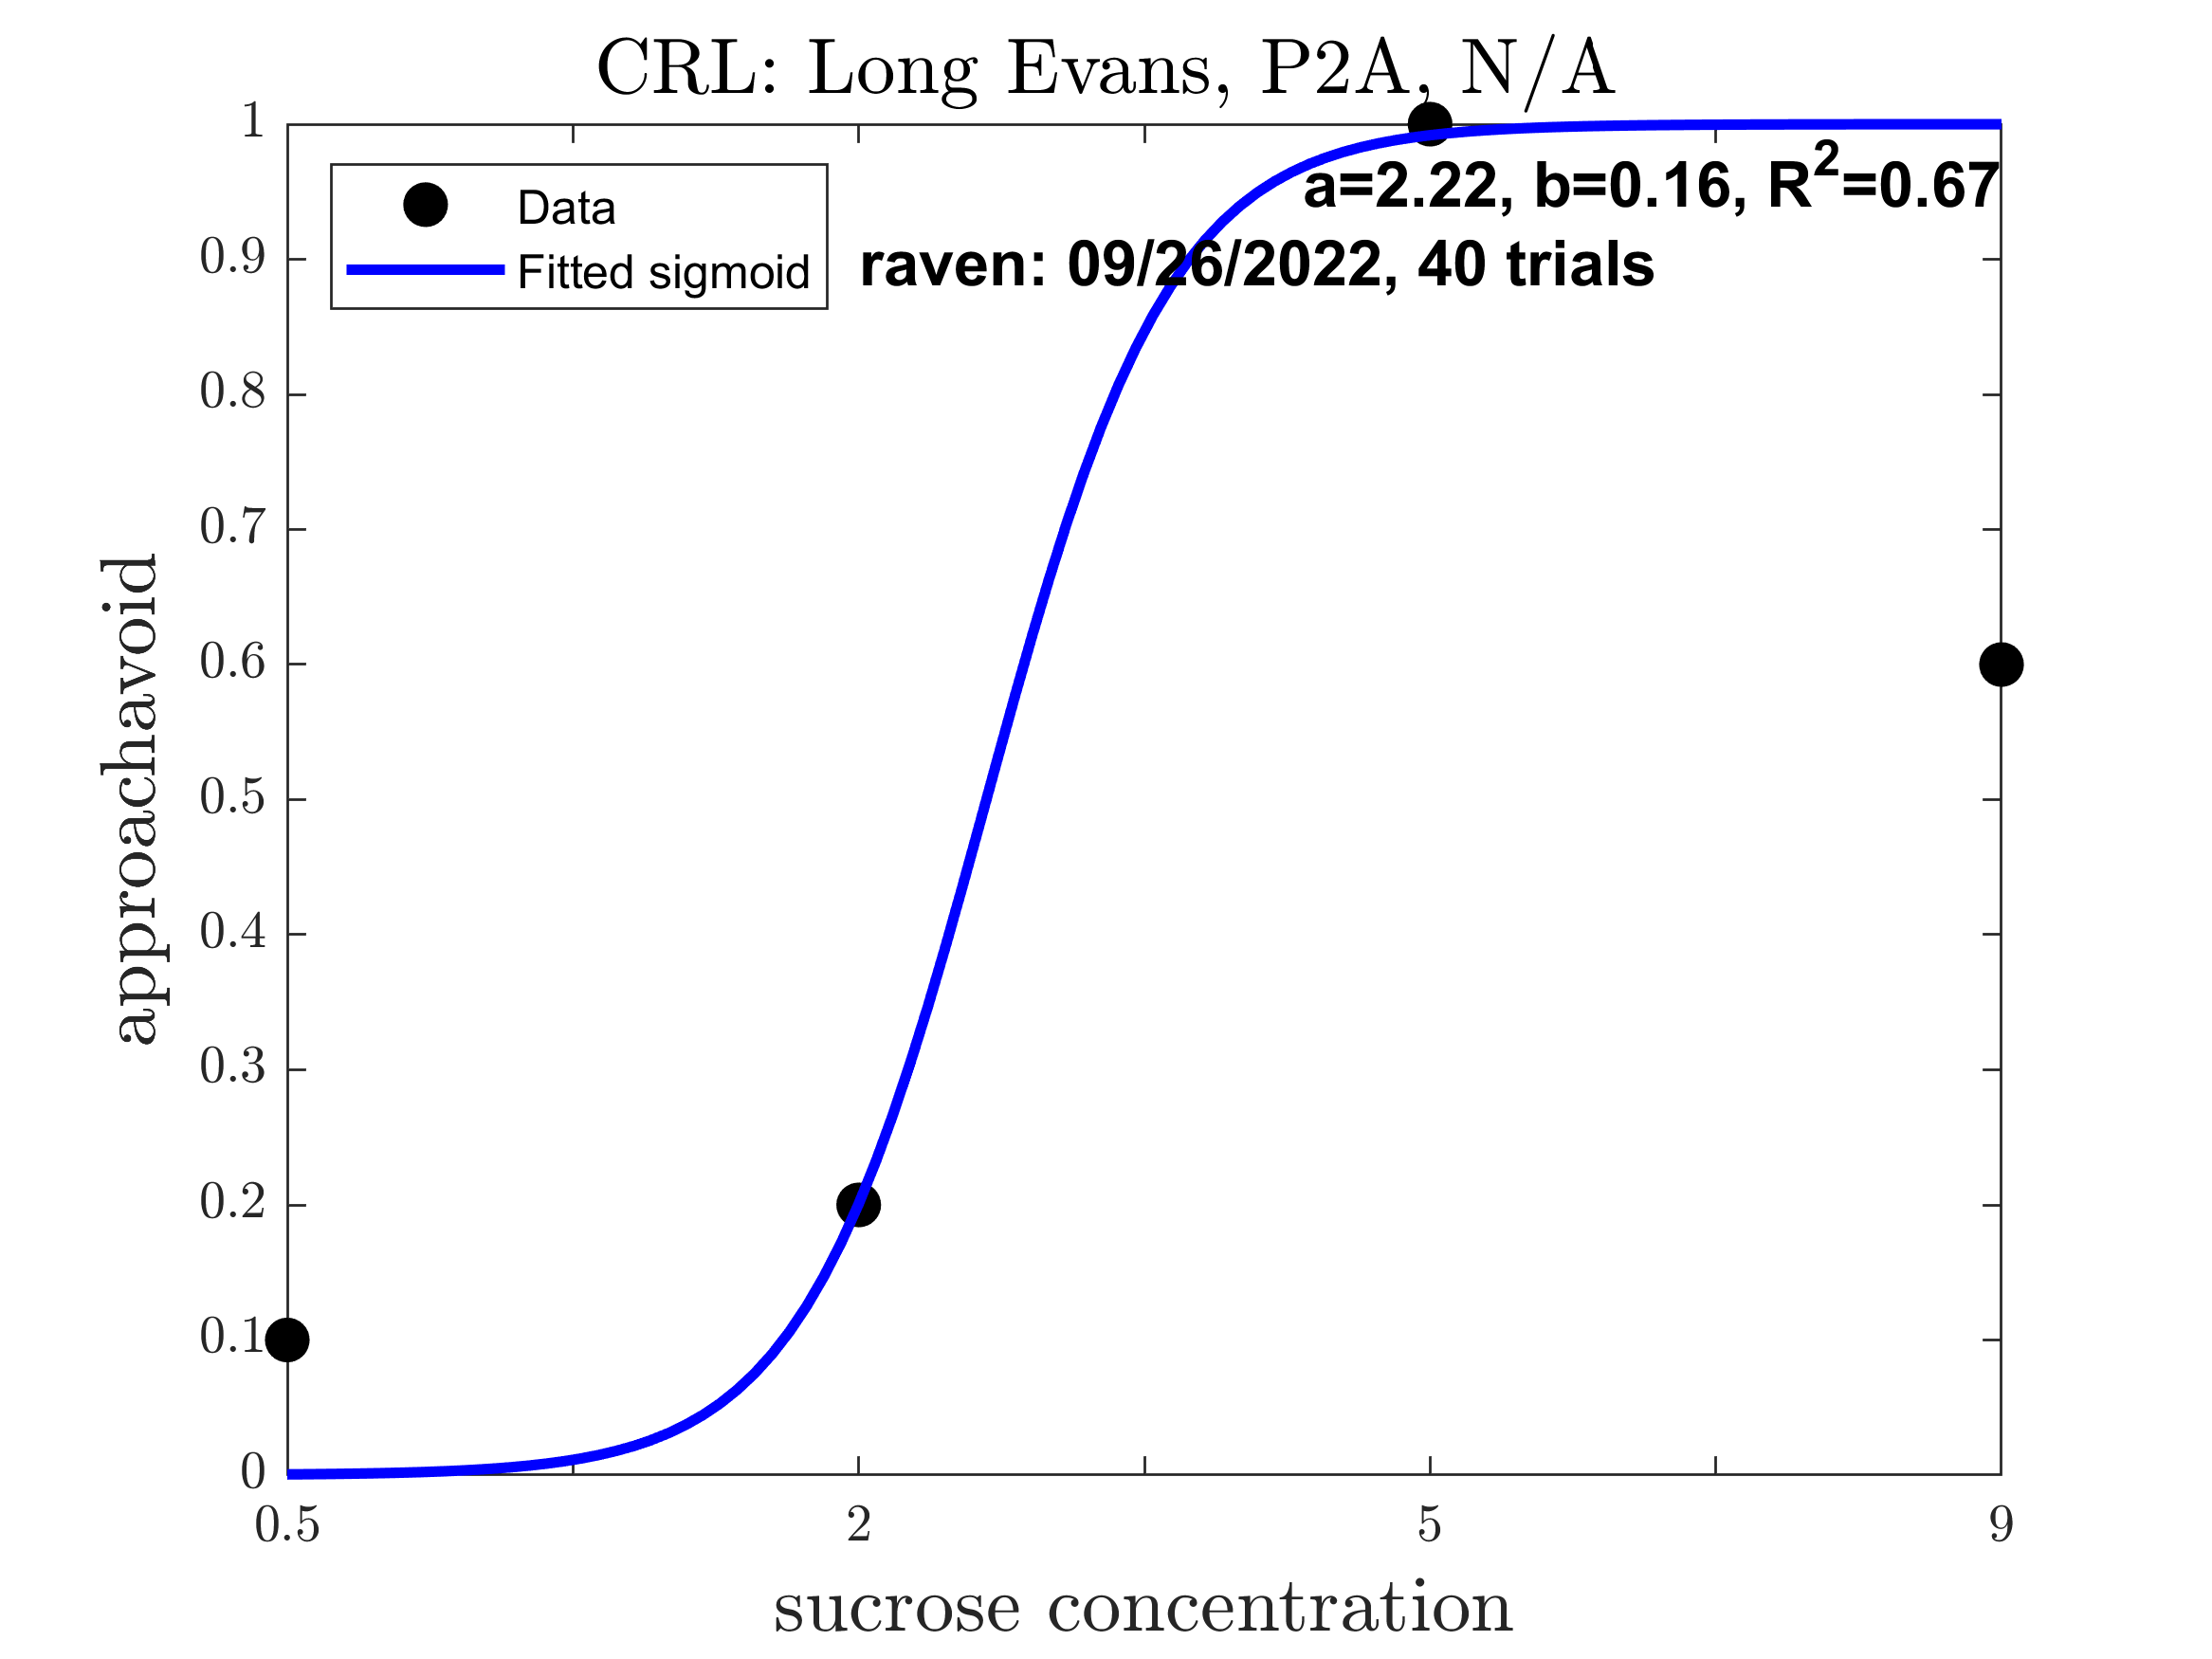 CRL: Long Evans, P2A, N/A
a=2.22, b=0.16, R²=0.67
raven: 09/26/2022, 40 trials
Data
Fitted sigmoid
approachavoid
1
0.9
0.8
0.7
0.6
0.5
0.4
0.3
0.2
0.1
0
0.5 2 5 9
sucrose concentration